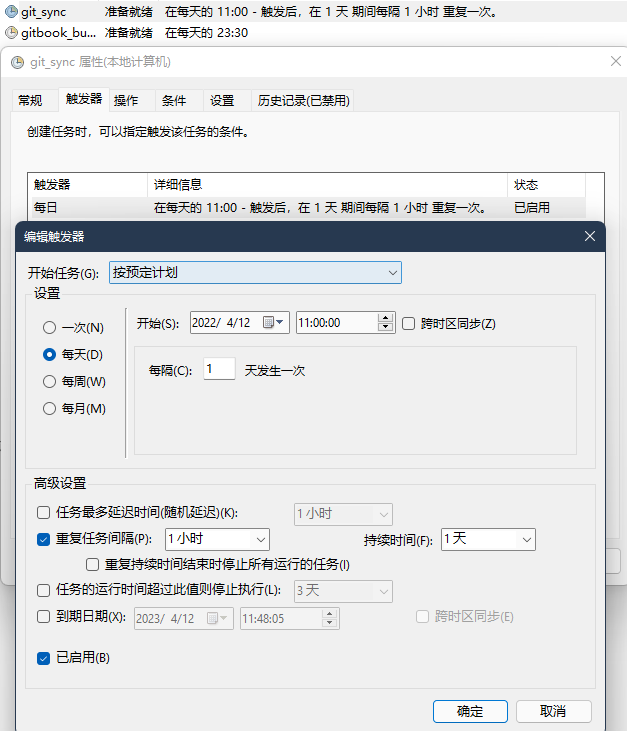 git_sync 准备就绪 在每天的 11:00 - 触发后，在 1 天 期间每隔 1 小时 重复一次。
gitbook_bu... 准备就绪 在每天的 23:30
git_sync 属性(本地计算机)
常规 触发器 操作 条件 设置 历史记录(已禁用)
创建任务时，可以指定触发该任务的条件。
触发器 详细信息 状态
每日 在每天的 11:00 - 触发后，在 1 天 期间每隔 1 小时 重复一次。 已启用
编辑触发器
开始任务(G): 按预定计划
设置
一次(N)
每天(D)
每周(W)
每月(M)
开始(S): 2022/ 4/12 11:00:00 跨时区同步(Z)
每隔(C): 1 天发生一次
高级设置
任务最多延迟时间(随机延迟)(K): 1 小时
重复任务间隔(P): 1 小时 持续时间(F): 1 天
重复持续时间结束时停止所有运行的任务(I)
任务的运行时间超过此值则停止执行(L): 3 天
到期日期(X): 2023/ 4/12 11:48:05 跨时区同步(E)
已启用(B)
确定 取消